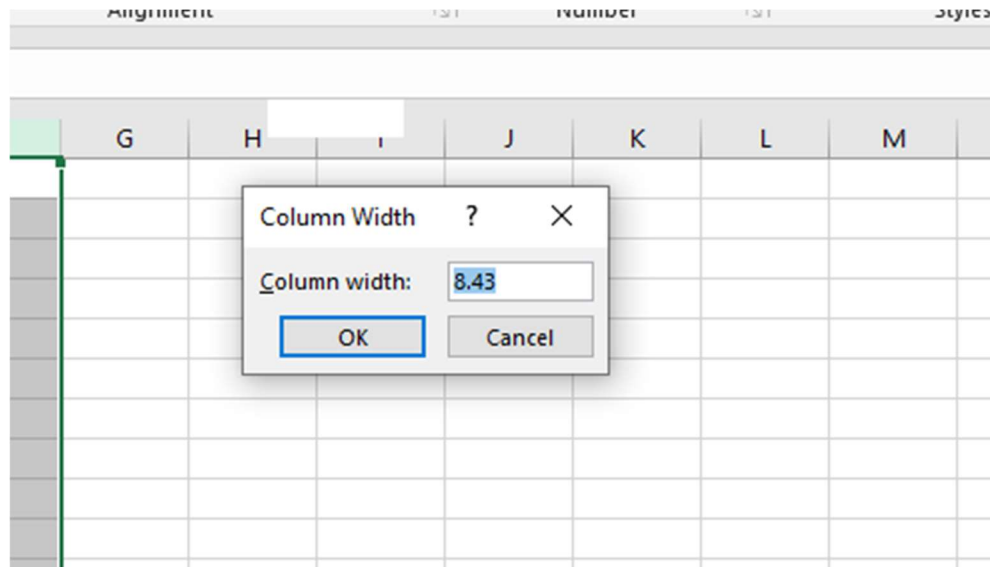 Alignment Number Styles
G H I J K L M
Column Width ?
Column width: 8.43
OK Cancel